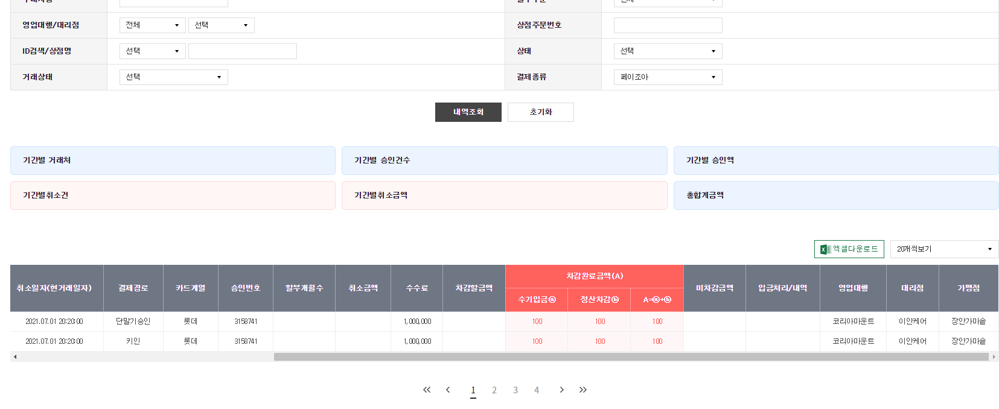 영업대행/대리점 전체 선택 상점주문번호
ID검색/상점명 선택 상태 선택
거래상태 선택 결제종류 페이조아
내역조회 초기화
기간별 거래처 기간별 승인건수 기간별 승인액
기간별취소건 기간별취소금액 총합계금액
엑셀다운로드 20개씩보기
취소일자(현거래일자) 결제경로 카드계열 승인번호 할부개월수 취소금액 수수료 차감할금액 차감완료금액(A) 미차감금액 입금처리/내역 영업대행 대리점 가맹점
수기입금ⓐ 정산차감ⓑ A=ⓐ+ⓑ
2021.07.01 20:20:00 단말기승인 롯데 3158741 1,000,000 100 100 100 코리아마운트 이안케어 장안가마솥
2021.07.01 20:20:00 키인 롯데 3158741 1,000,000 100 100 100 코리아마운트 이안케어 장안가마솥
1 2 3 4